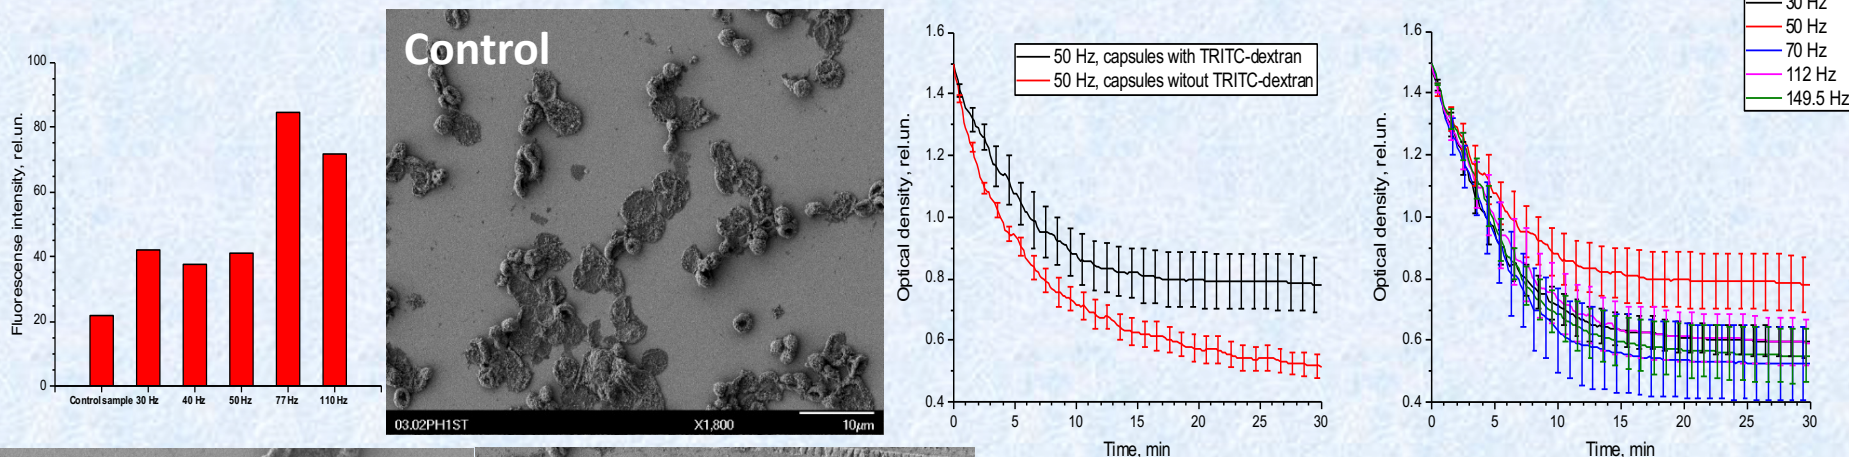 Fluorescense intensity, rel.un.
100
80
60
40
20
0
Control sample 30 Hz 40 Hz 50 Hz 77 Hz 110 Hz
Control
03.02PH1ST X1,800 10µm
Optical density, rel.un.
1.6
1.4
1.2
1.0
0.8
0.6
0.4
50 Hz, capsules with TRITC-dextran
50 Hz, capsules witout TRITC-dextran
0 5 10 15 20 25 30
Time, min
Optical density, rel.un.
1.6
1.4
1.2
1.0
0.8
0.6
0.4
30 Hz
50 Hz
70 Hz
112 Hz
149.5 Hz
0 5 10 15 20 25 30
Time, min